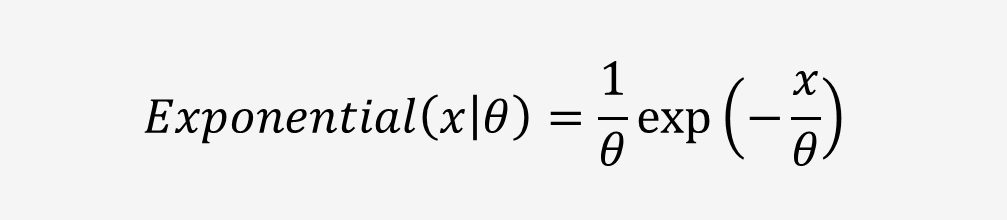 Exponential(x|θ) = 1/θ exp (− x/θ)